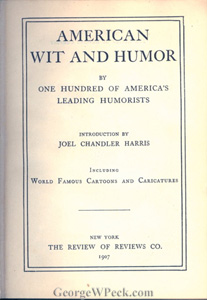 AMERICAN
WIT AND HUMOR
BY
ONE HUNDRED OF AMERICA'S
LEADING HUMORISTS
INTRODUCTION BY
JOEL CHANDLER HARRIS
INCLUDING
WORLD FAMOUS CARTOONS AND CARICATURES
NEW YORK
THE REVIEW OF REVIEWS CO.
1907
GeorgeWPeck.com